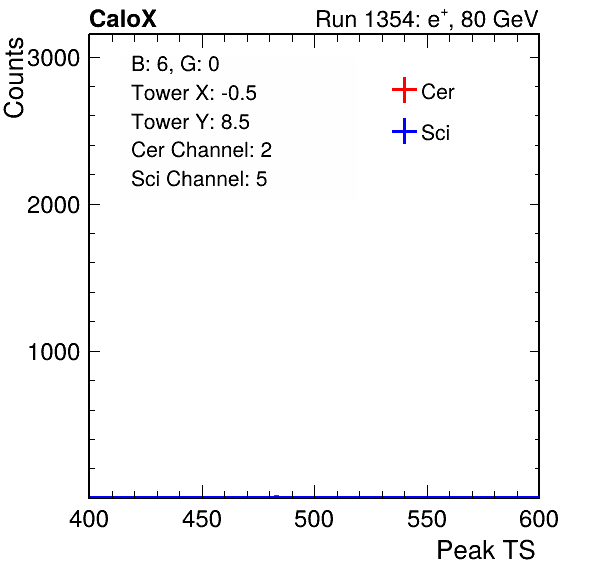 CaloX
Run 1354: e+, 80 GeV
Counts
3000
2000
1000
B: 6, G: 0
Tower X: -0.5
Tower Y: 8.5
Cer Channel: 2
Sci Channel: 5
Cer
Sci
400 450 500 550 600
Peak TS